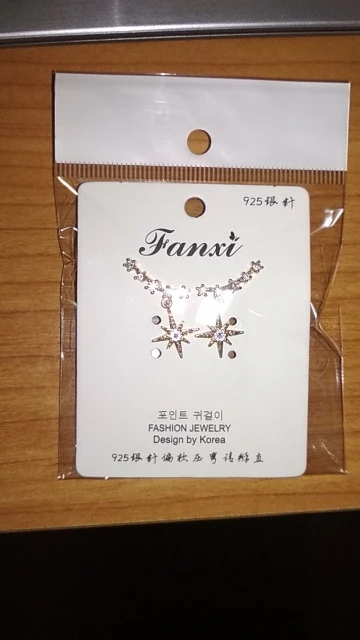 925银针
Fanxi
포인트 귀걸이
FASHION JEWELRY
Design by Korea
925银针偏软压弯请掰直